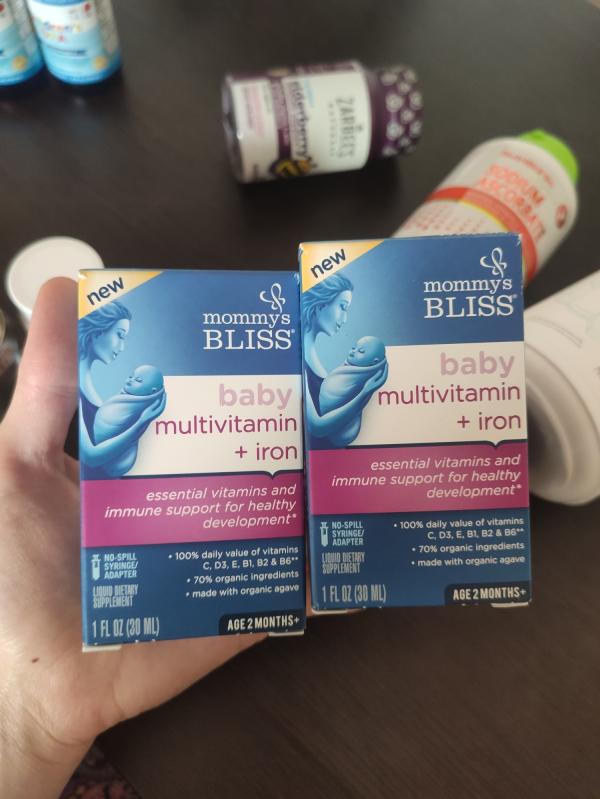 ZARBEE'S
NATURALS
elderberry
SODIUM
ASCORBATE
new
mommy's
BLISS®
baby
multivitamin
+ iron
essential vitamins and
immune support for healthy
development*
NO-SPILL
SYRINGE/
ADAPTER
LIQUID DIETARY
SUPPLEMENT
1 FL OZ (30 ML)
• 100% daily value of vitamins
C, D3, E, B1, B2 & B6**
• 70% organic ingredients
• made with organic agave
AGE 2 MONTHS+
new
mommy's
BLISS®
baby
multivitamin
+ iron
essential vitamins and
immune support for healthy
development*
NO-SPILL
SYRINGE/
ADAPTER
LIQUID DIETARY
SUPPLEMENT
1 FL OZ (30 ML)
• 100% daily value of vitamins
C, D3, E, B1, B2 & B6**
• 70% organic ingredients
• made with organic agave
AGE 2 MONTHS+